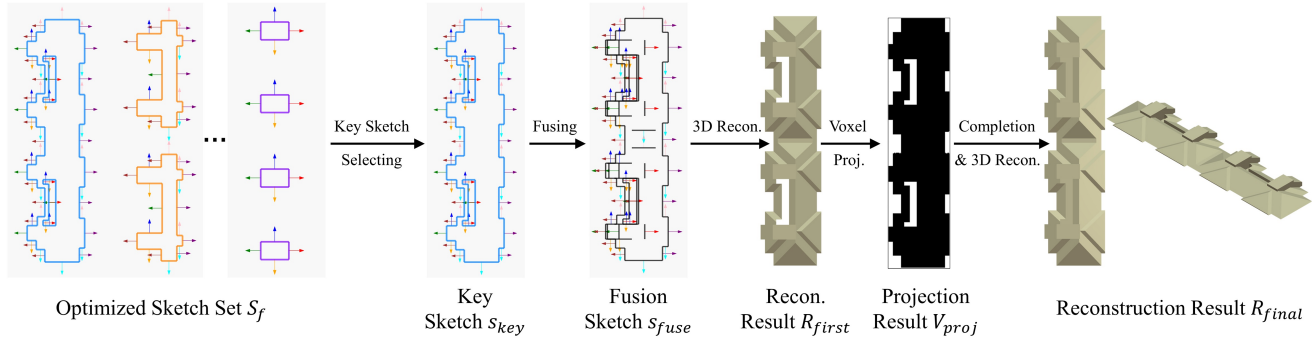 Key Sketch
Selecting
Fusing
3D Recon.
Voxel
Proj.
Completion
& 3D Recon.
Optimized Sketch Set S_f
Key
Sketch s_key
Fusion
Sketch s_fuse
Recon.
Result R_first
Projection
Result V_proj
Reconstruction Result R_final